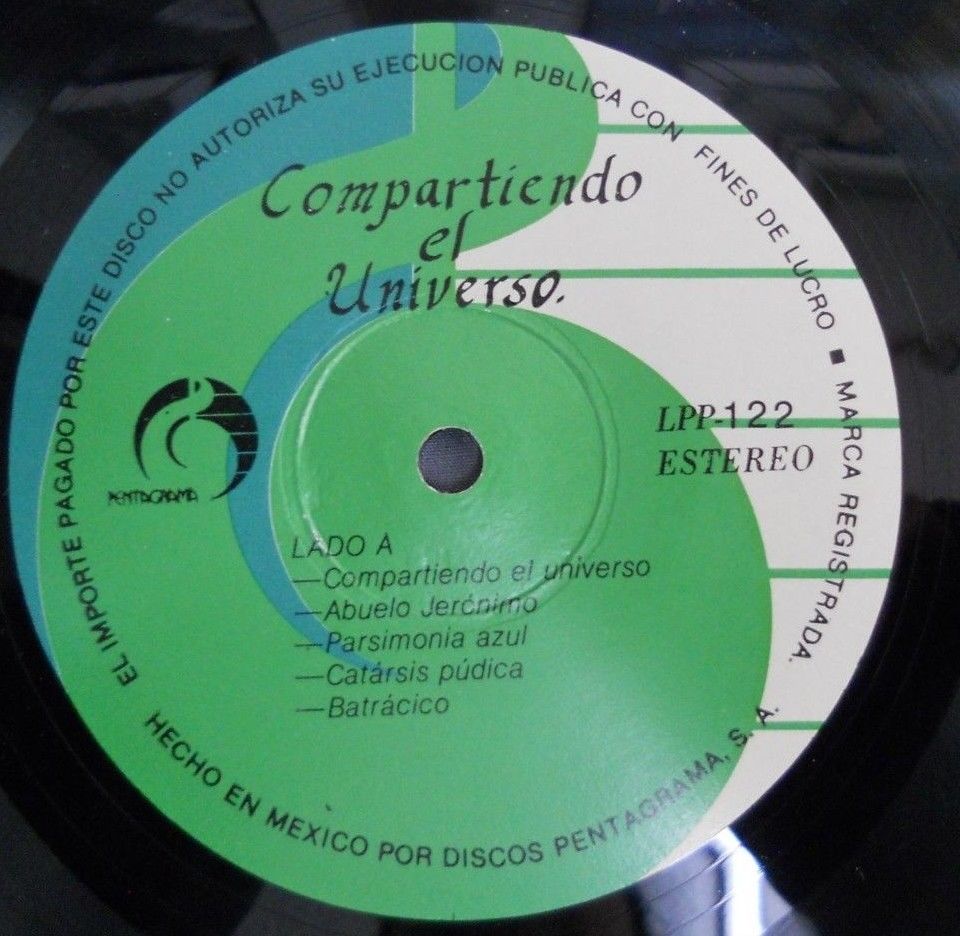 EL IMPORTE PAGADO POR ESTE DISCO NO AUTORIZA SU EJECUCION PUBLICA CON FINES DE LUCRO ■ MARCA REGISTRADA.
Compartiendo
el
Universo.
PENTAGRAMA
LPP-122
ESTEREO
LADO A
—Compartiendo el universo
—Abuelo Jerónimo
—Parsimonia azul
—Catársis púdica
—Batrácico
HECHO EN MEXICO POR DISCOS PENTAGRAMA, S. A.